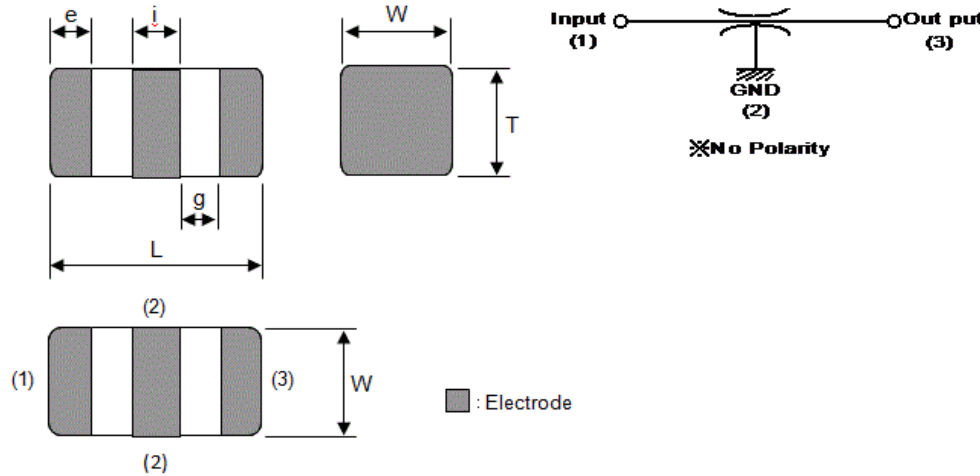 e i
W
T
g
L
(2)
(1) (3) W
(2)
: Electrode
Input (1)
Out put (3)
GND
(2)
※No Polarity